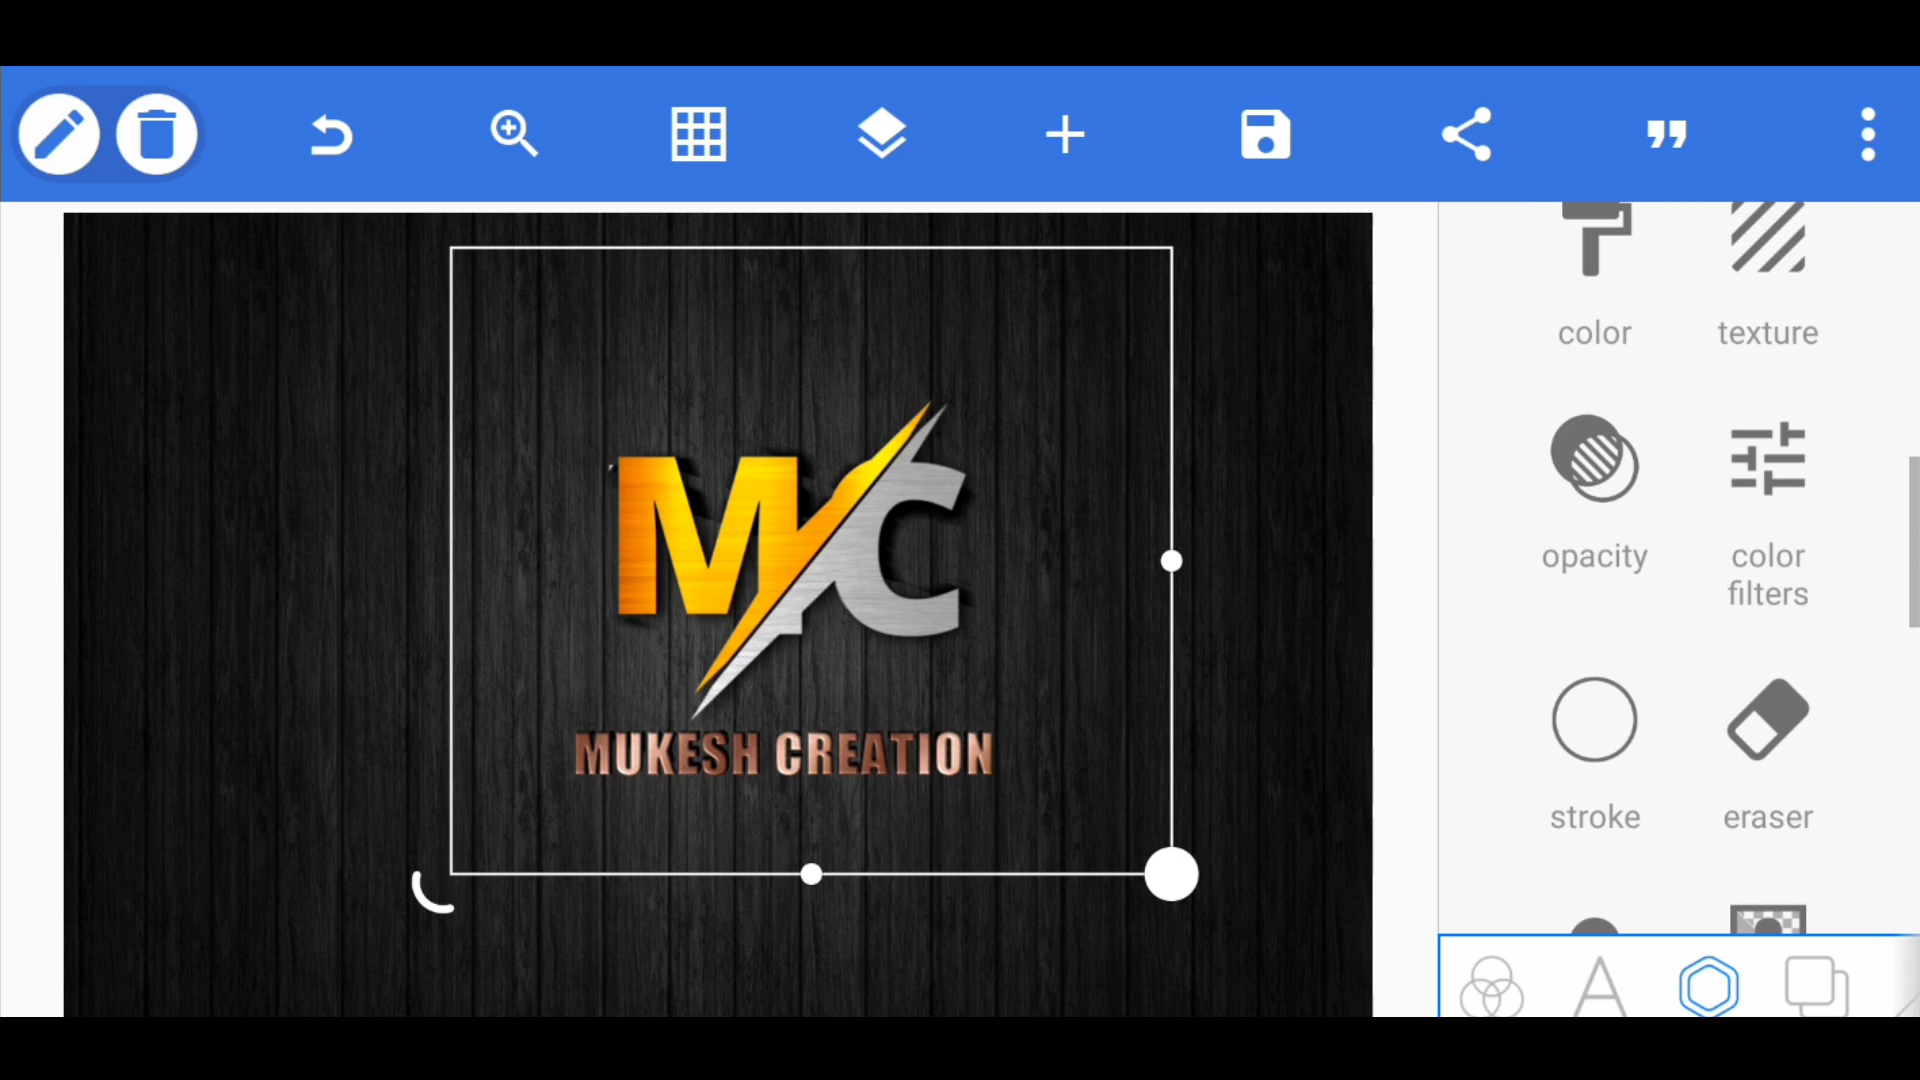 color
texture
MC
opacity
color
filters
stroke
eraser
MUKESH CREATION